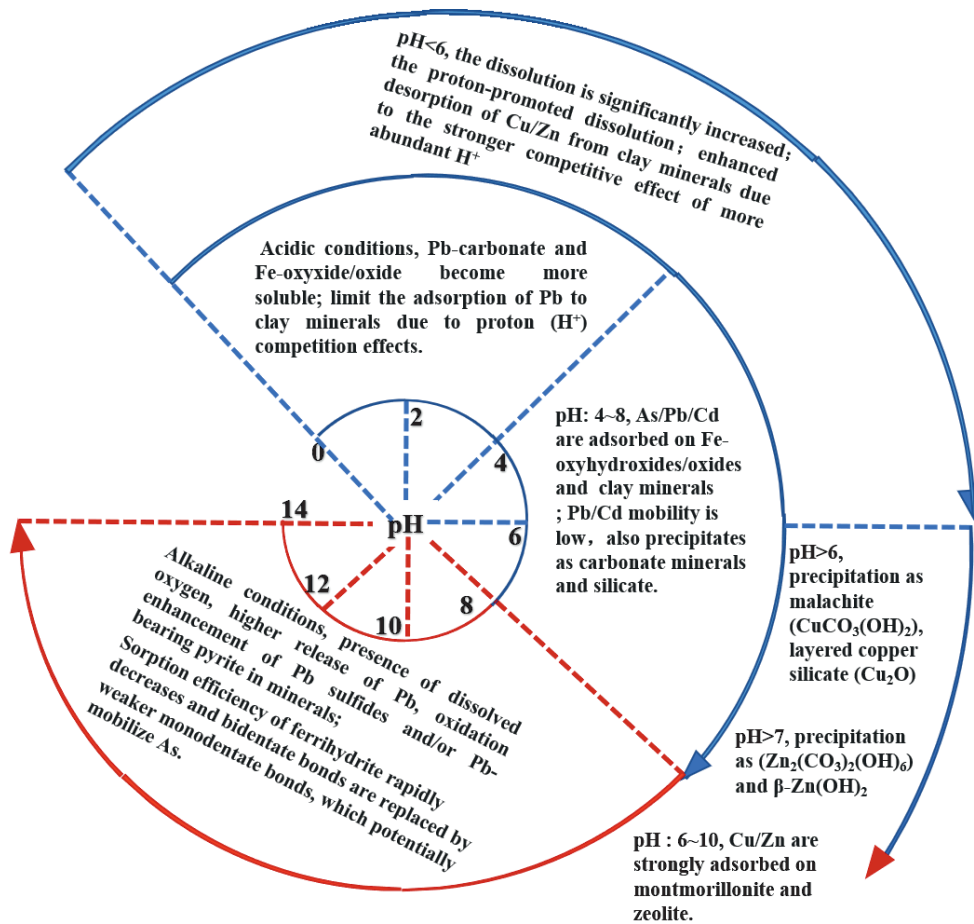 pH<6, the dissolution is significantly increased;
the proton-promoted dissolution; enhanced
desorption of Cu/Zn from clay minerals due
to the stronger competitive effect of more
abundant H⁺
Acidic conditions, Pb-carbonate and
Fe-oxyxide/oxide become more
soluble; limit the adsorption of Pb to
clay minerals due to proton (H⁺)
competition effects.
0
2
4
6
8
10
12
14
pH
pH: 4~8, As/Pb/Cd
are adsorbed on Fe-
oxyhydroxides/oxides
and clay minerals
; Pb/Cd mobility is
low, also precipitates
as carbonate minerals
and silicate.
pH>6,
precipitation as
malachite
(CuCO₃(OH)₂),
layered copper
silicate (Cu₂O)
pH>7, precipitation
as (Zn₂(CO₃)₂(OH)₆)
and β-Zn(OH)₂
pH : 6~10, Cu/Zn are
strongly adsorbed on
montmorillonite and
zeolite.
Alkaline conditions, presence of dissolved
oxygen, higher release of Pb, oxidation
enhancement of Pb sulfides and/or Pb-
bearing pyrite in minerals;
Sorption efficiency of ferrihydrite rapidly
decreases and bidentate bonds are replaced by
weaker monodentate bonds, which potentially
mobilize As.